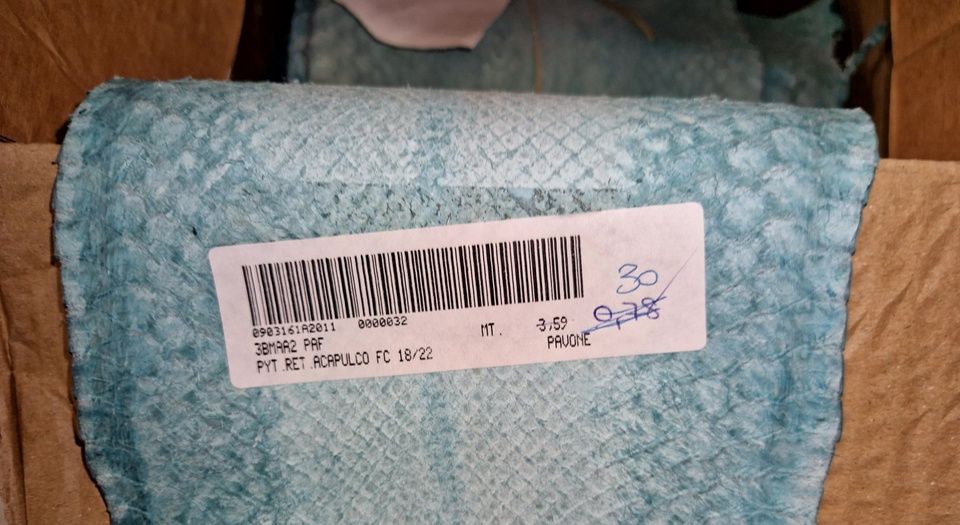 30
0,78
0903161A2011 0000032 MT. 3,59
3BMAA2 PAF PAVONE
PYT.RET.ACAPULCO FC 18/22